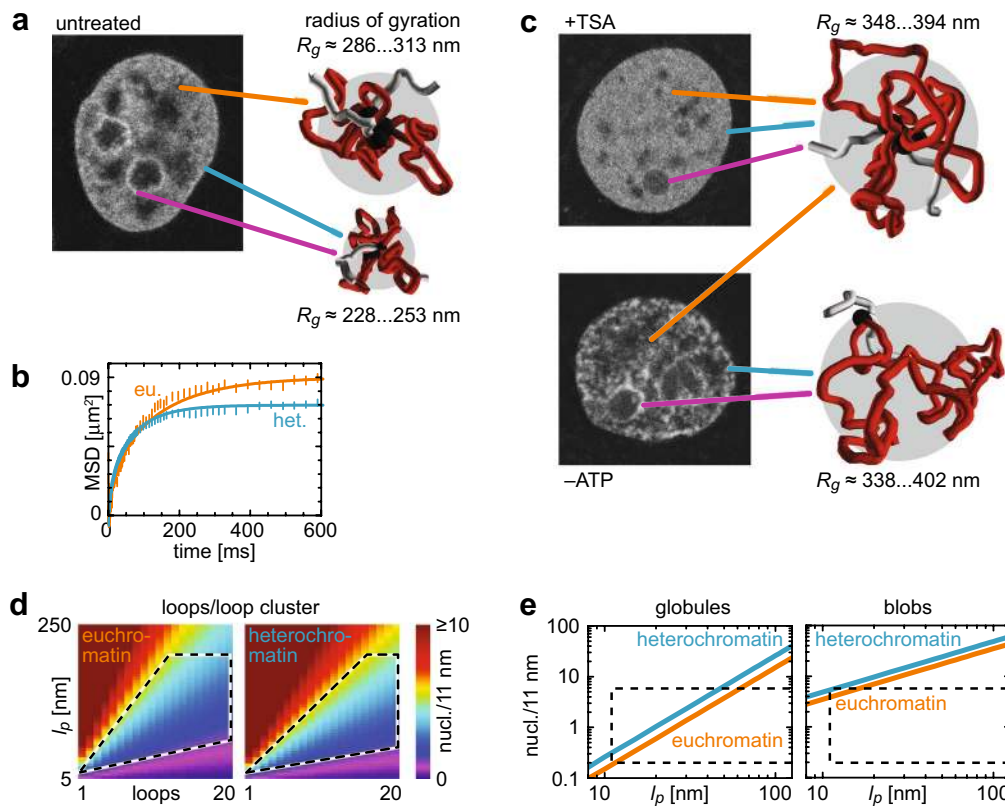 a
untreated
radius of gyration
Rg ≈ 286...313 nm
Rg ≈ 228...253 nm
b
0.09
eu.
het.
MSD [µm²]
0
0 200 400 600
time [ms]
c
+TSA
Rg ≈ 348...394 nm
–ATP
Rg ≈ 338...402 nm
d
loops/loop cluster
250
euchro-
matin
heterochro-
matin
≥10
lp [nm]
nucl./11 nm
5
0
1 loops 20
1 20
e
globules
blobs
100
heterochromatin
heterochromatin
10
nucl./11 nm
euchromatin
1
euchromatin
0.1
10 lp [nm] 100
10 lp [nm] 100